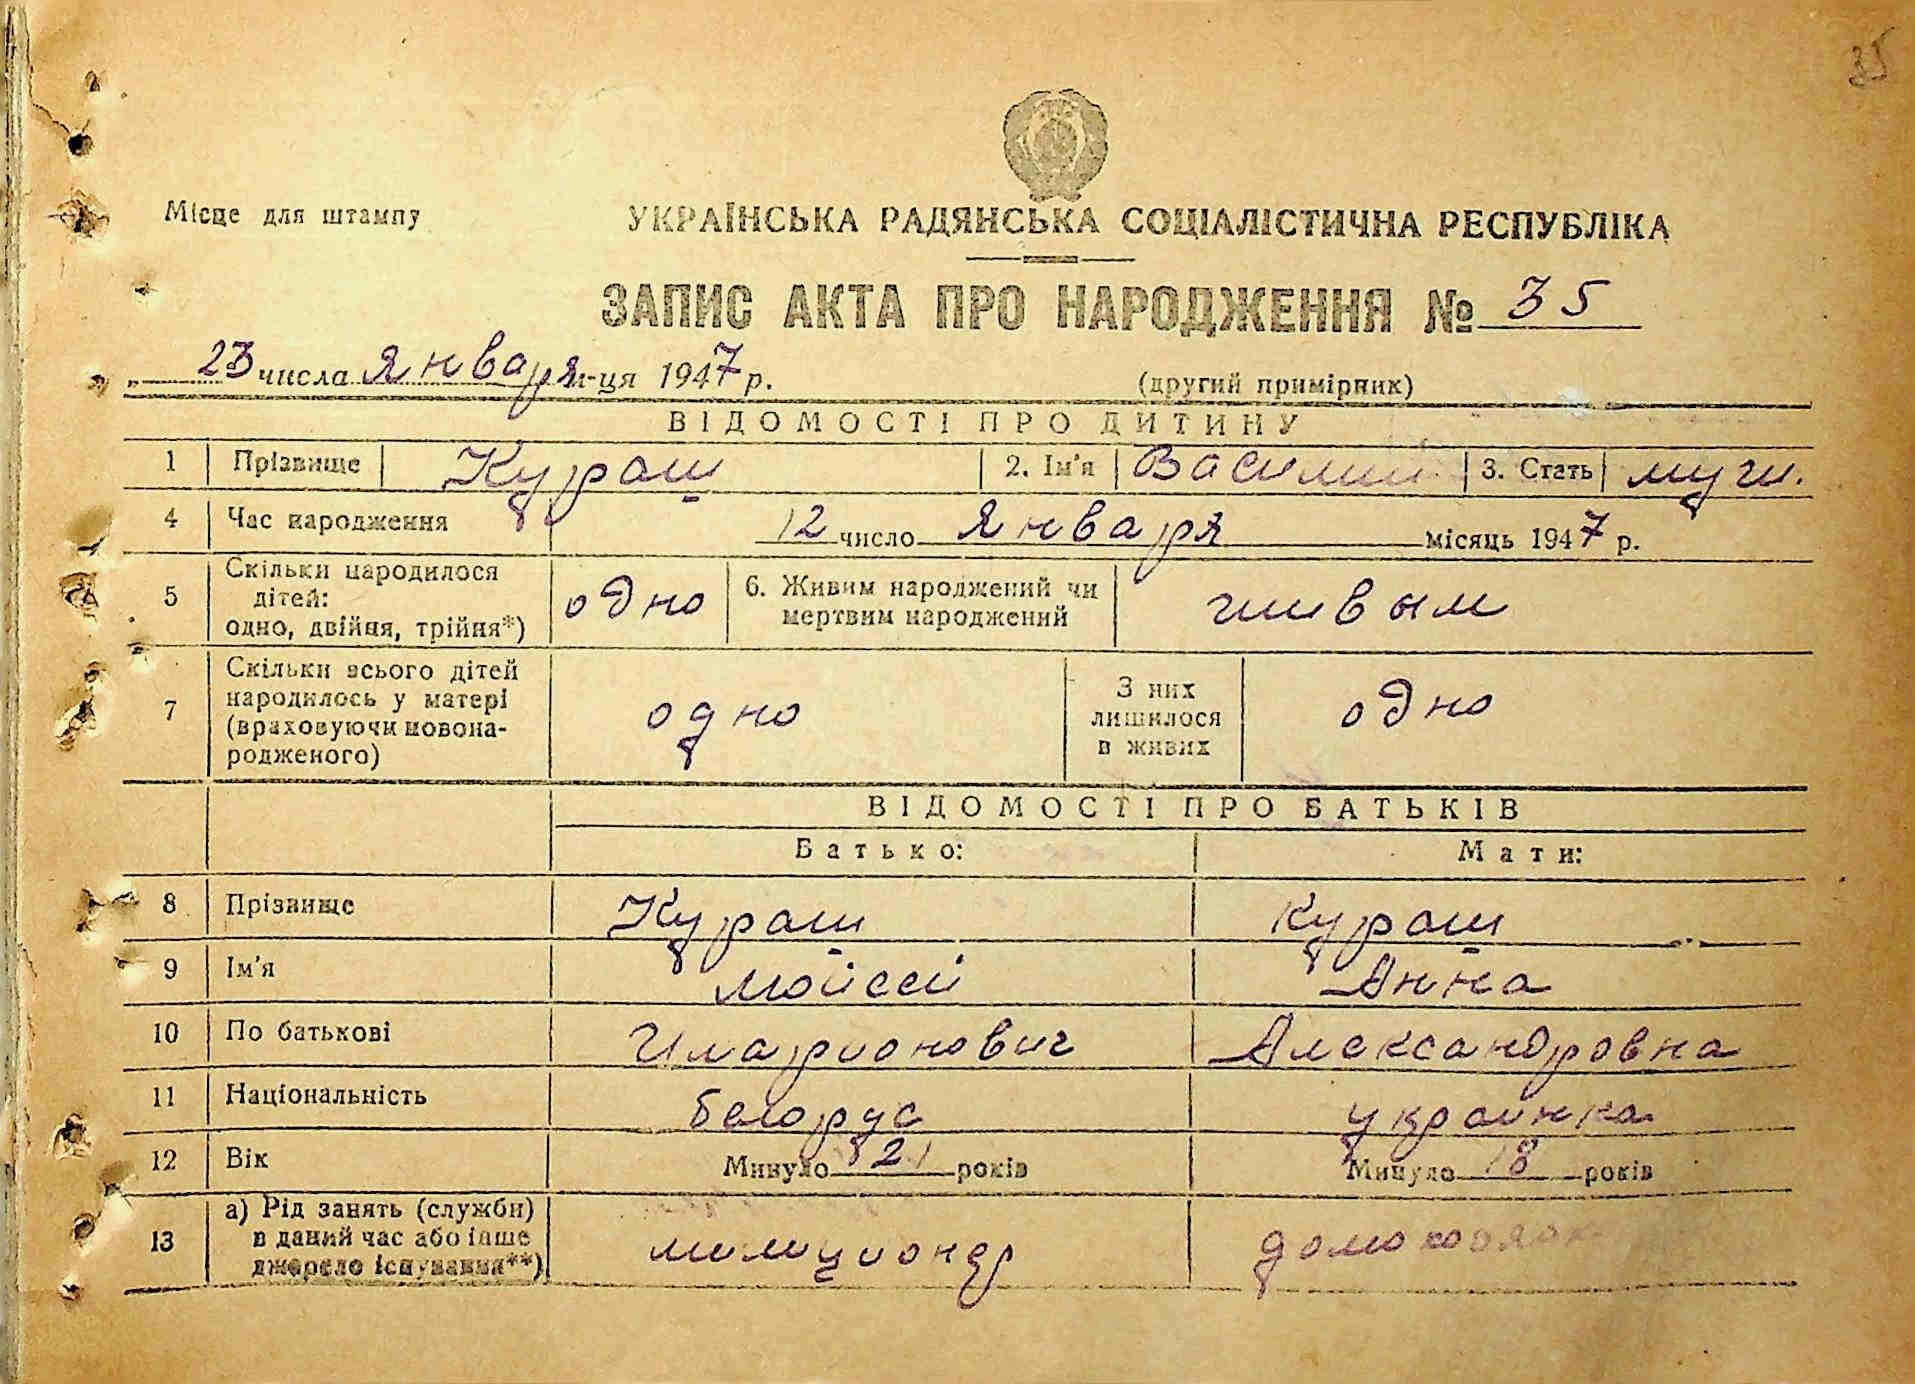 35
Місце для штампу
УКРАЇНСЬКА РАДЯНСЬКА СОЦІАЛІСТИЧНА РЕСПУБЛІКА
ЗАПИС АКТА ПРО НАРОДЖЕННЯ № 35
„ 23 числа января м-ця 1947 р.
(другий примірник)
ВІДОМОСТІ ПРО ДИТИНУ
1 Прізвище Кураш 2. Ім'я Василий 3. Стать муж.
4 Час народження 12 число января місяць 1947 р.
5 Скільки народилося дітей: одно, двійня, трійня*) одно 6. Живим народжений чи мертвим народжений живым
7 Скільки всього дітей народилось у матері (враховуючи новонародженого) одно З них лишилося в живих одно
ВІДОМОСТІ ПРО БАТЬКІВ
Батько: Мати:
8 Прізвище Кураш Кураш
9 Ім'я Мойсей Анна
10 По батькові Иларионович Александровна
11 Національність белорус украинка
12 Вік Минуло 21 років Минуло 18 років
13 а) Рід занять (служби) в даний час або інше джерело існування**) милиционер